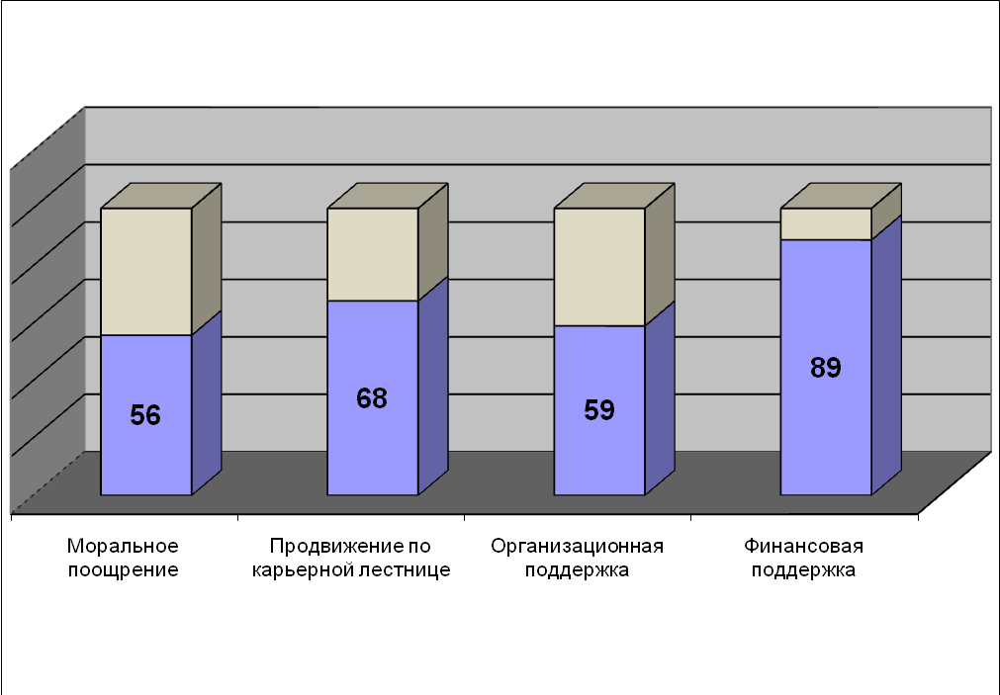 56
68
59
89
Моральное
поощрение
Продвижение по
карьерной лестнице
Организационная
поддержка
Финансовая
поддержка